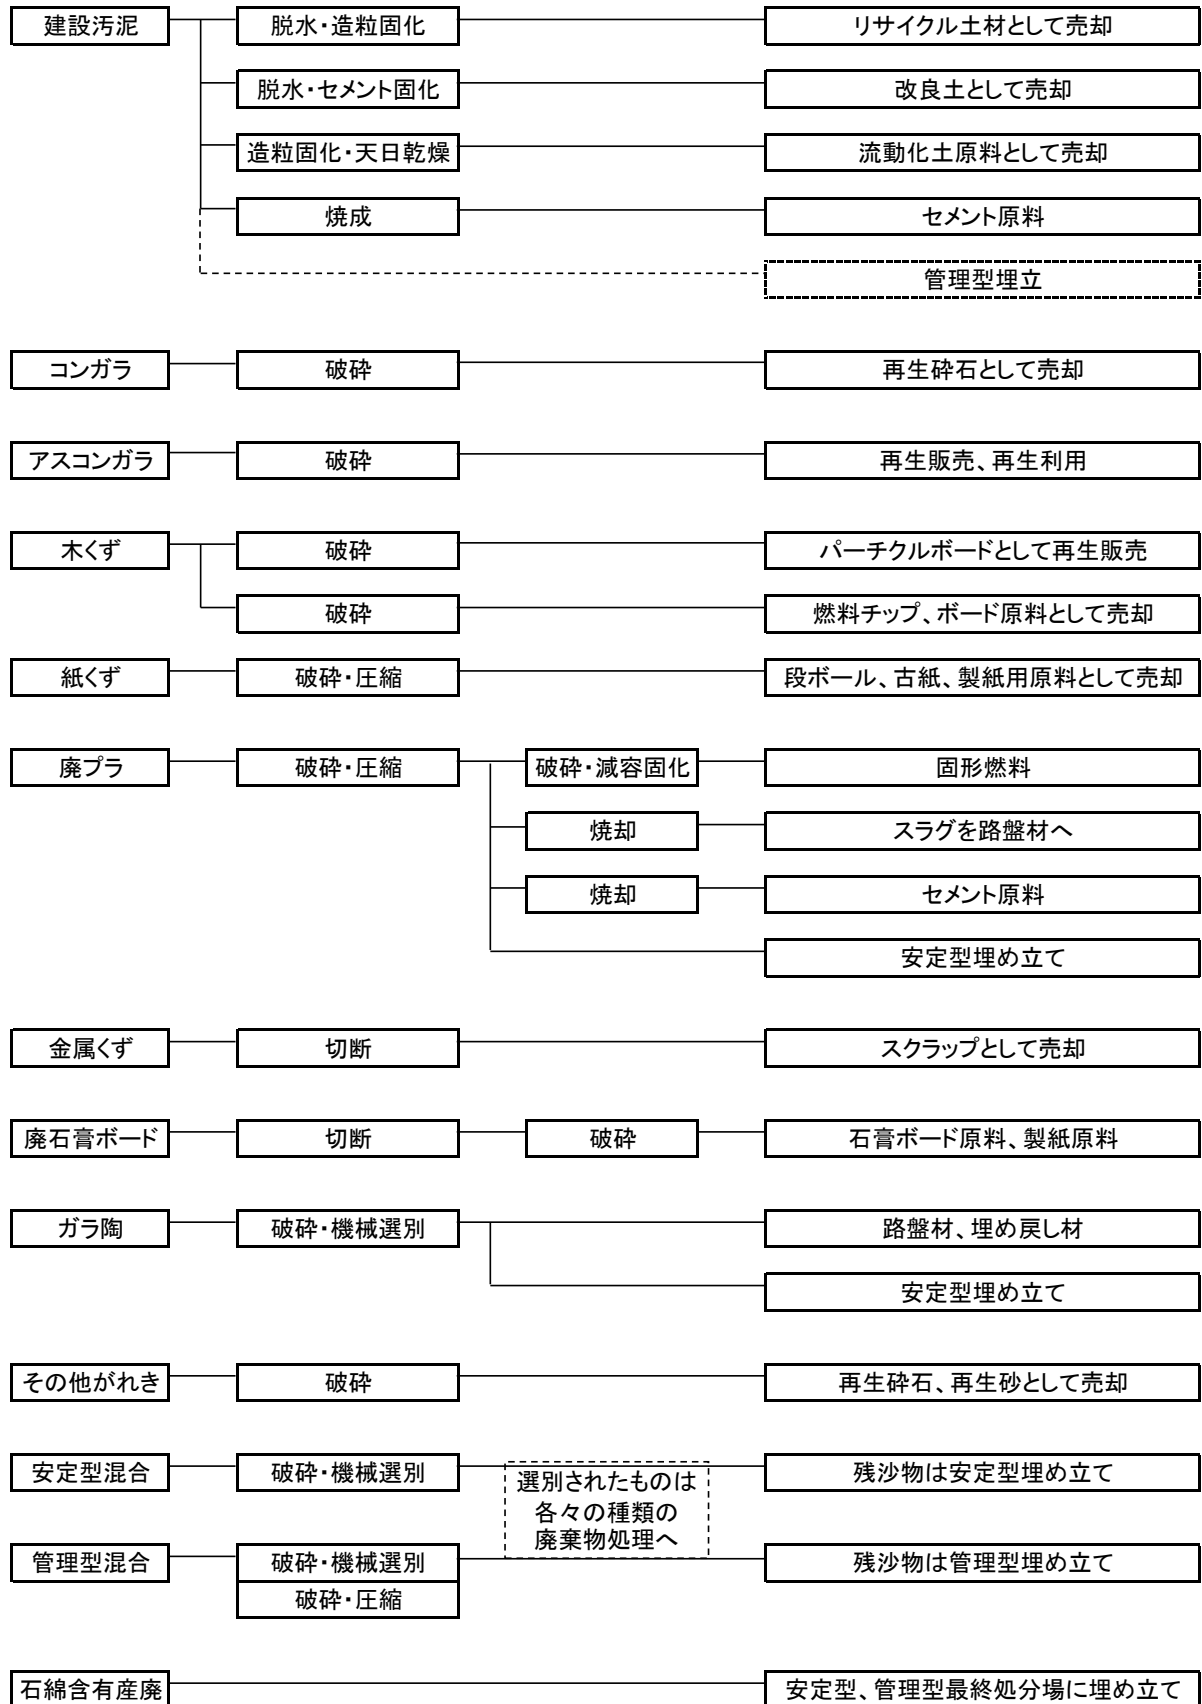 建設汚泥
脱水・造粒固化
リサイクル土材として売却
脱水・セメント固化
改良土として売却
造粒固化・天日乾燥
流動化土原料として売却
焼成
セメント原料
管理型埋立
コンガラ
破砕
再生砕石として売却
アスコンガラ
破砕
再生販売、再生利用
木くず
破砕
パーチクルボードとして再生販売
破砕
燃料チップ、ボード原料として売却
紙くず
破砕・圧縮
段ボール、古紙、製紙用原料として売却
廃プラ
破砕・圧縮
破砕・減容固化
固形燃料
焼却
スラグを路盤材へ
焼却
セメント原料
安定型埋め立て
金属くず
切断
スクラップとして売却
廃石膏ボード
切断
破砕
石膏ボード原料、製紙原料
ガラ陶
破砕・機械選別
路盤材、埋め戻し材
安定型埋め立て
その他がれき
破砕
再生砕石、再生砂として売却
安定型混合
破砕・機械選別
選別されたものは
各々の種類の
廃棄物処理へ
残沙物は安定型埋め立て
管理型混合
破砕・機械選別
残沙物は管理型埋め立て
破砕・圧縮
石綿含有産廃
安定型、管理型最終処分場に埋め立て